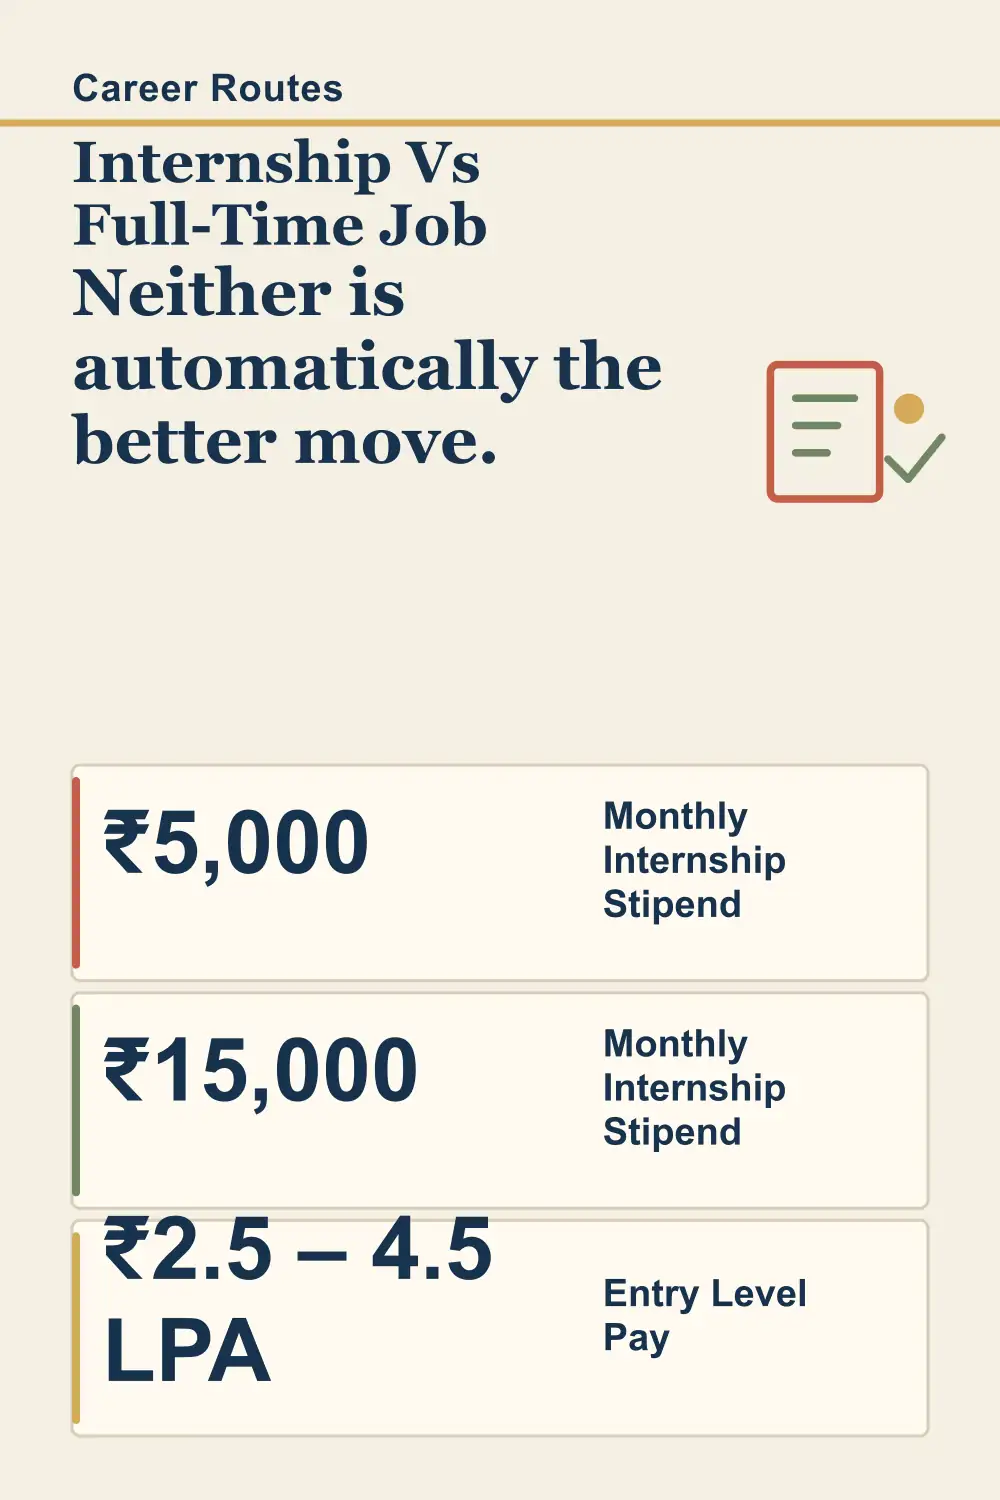 Career Routes
Internship Vs
Full-Time Job
Neither is
automatically the
better move.
₹5,000
Monthly
Internship
Stipend
₹15,000
Monthly
Internship
Stipend
₹2.5 – 4.5
LPA
Entry Level
Pay